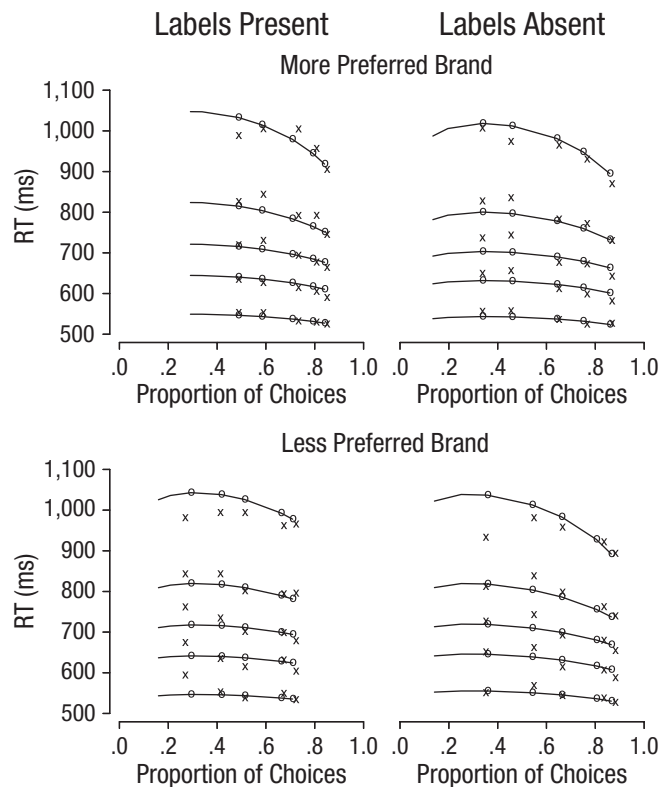 Labels Present Labels Absent
More Preferred Brand
1,100
1,000
900
800
700
600
500
RT (ms)
.0 .2 .4 .6 .8 1.0 .0 .2 .4 .6 .8 1.0
Proportion of Choices Proportion of Choices
Less Preferred Brand
1,100
1,000
900
800
700
600
500
RT (ms)
.0 .2 .4 .6 .8 1.0 .0 .2 .4 .6 .8 1.0
Proportion of Choices Proportion of Choices